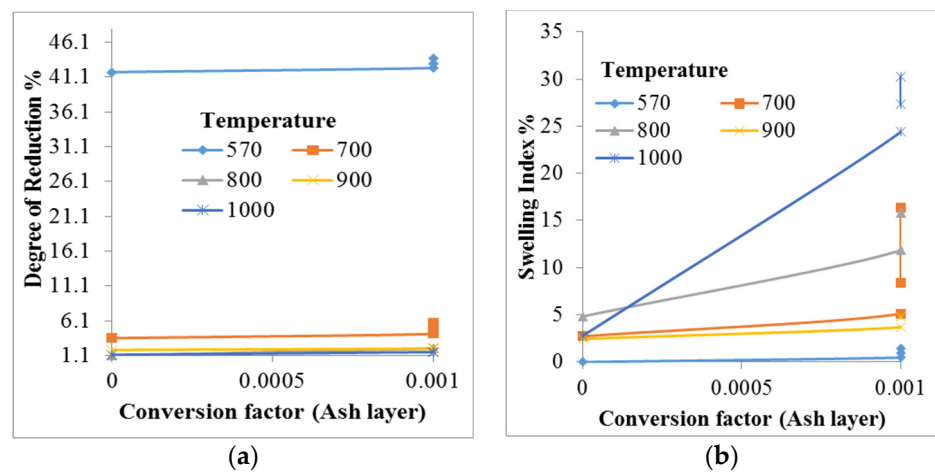 46.1
41.1
36.1
31.1
26.1
21.1
16.1
11.1
6.1
1.1
Degree of Reduction %
Temperature
570 700
800 900
1000
0 0.0005 0.001
Conversion factor (Ash layer)
(a)
35
30
25
20
15
10
5
0
Swelling Index %
Temperature
570 700
800 900
1000
0 0.0005 0.001
Conversion factor (Ash layer)
(b)